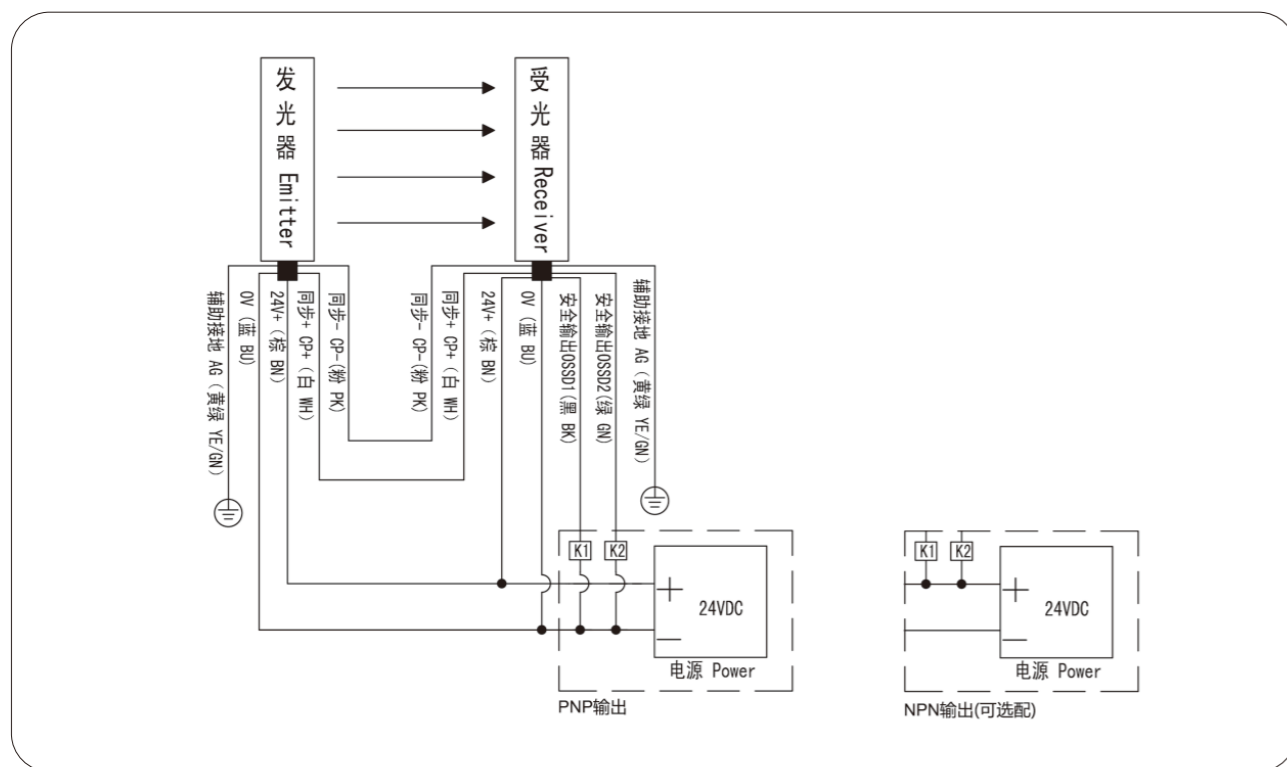 发光器 Emitter
受光器 Receiver
辅助接地 AG (黄绿 YE/GN)
0V (蓝 BU)
24V+ (棕 BN)
同步+ CP+ (白 WH)
同步- CP-(粉 PK)
同步- CP-(粉 PK)
同步+ CP+ (白 WH)
24V+ (棕 BN)
0V (蓝 BU)
安全输出OSSD1(黑 BK)
安全输出OSSD2(绿 GN)
辅助接地 AG (黄绿 YE/GN)
K1 K2
+
24VDC
—
电源 Power
PNP输出
K1 K2
+
24VDC
—
电源 Power
NPN输出(可选配)